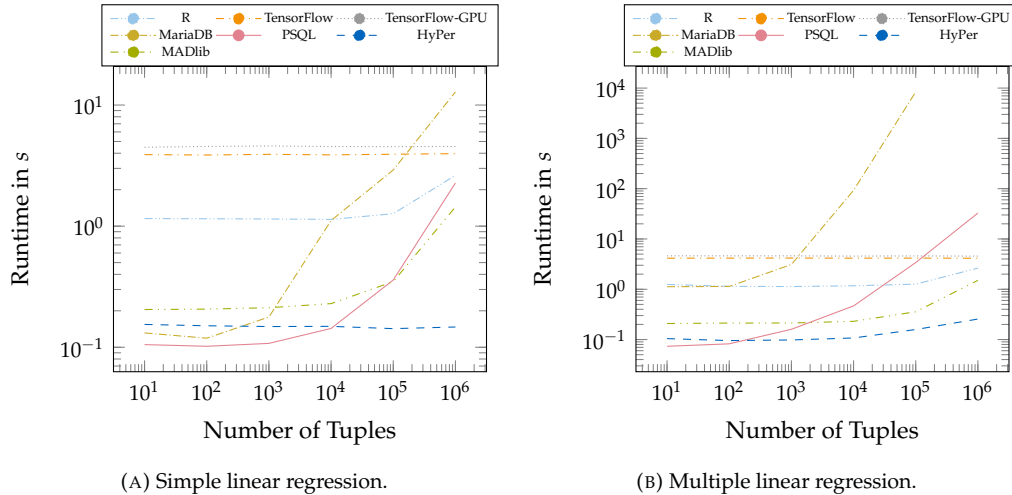 R TensorFlow TensorFlow-GPU
MariaDB PSQL HyPer
MADlib
10^1
10^0
10^−1
Runtime in s
10^1 10^2 10^3 10^4 10^5 10^6
Number of Tuples
(A) Simple linear regression.
R TensorFlow TensorFlow-GPU
MariaDB PSQL HyPer
MADlib
10^4
10^3
10^2
10^1
10^0
10^−1
Runtime in s
10^1 10^2 10^3 10^4 10^5 10^6
Number of Tuples
(B) Multiple linear regression.